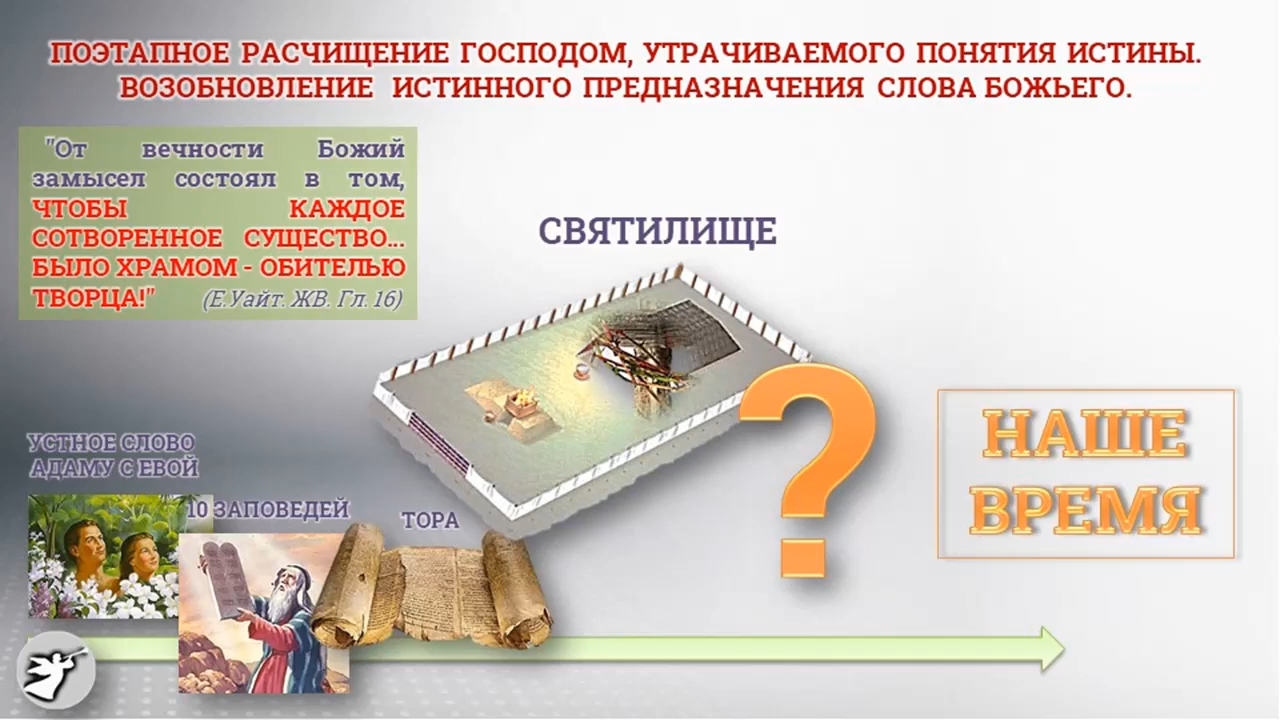 ПОЭТАПНОЕ РАСЧИЩЕНИЕ ГОСПОДОМ, УТРАЧИВАЕМОГО ПОНЯТИЯ ИСТИНЫ.
ВОЗОБНОВЛЕНИЕ ИСТИННОГО ПРЕДНАЗНАЧЕНИЯ СЛОВА БОЖЬЕГО.
"От вечности Божий
замысел состоял в том,
ЧТОБЫ КАЖДОЕ
СОТВОРЕННОЕ СУЩЕСТВО...
БЫЛО ХРАМОМ - ОБИТЕЛЬЮ
ТВОРЦА!" (Е.Уайт. ЖВ. Гл. 16)
СВЯТИЛИЩЕ
?
НАШЕ
ВРЕМЯ
УСТНОЕ СЛОВО
АДАМУ С ЕВОЙ
10 ЗАПОВЕДЕЙ
ТОРА